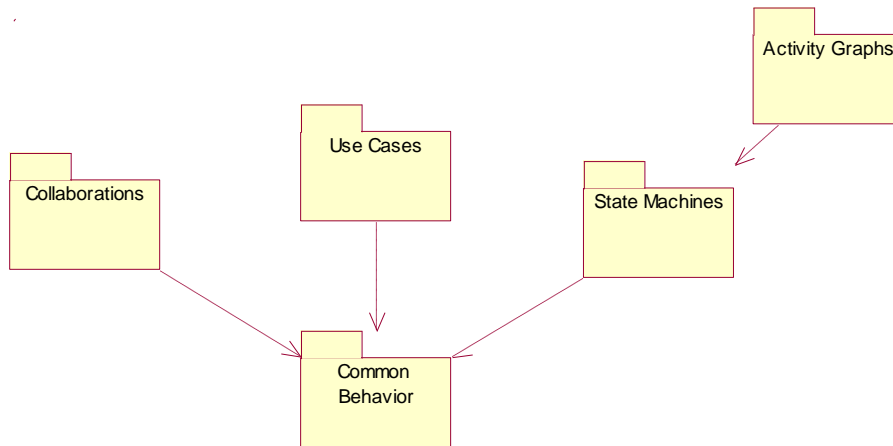 Activity Graphs
Use Cases
Collaborations
State Machines
Common
Behavior